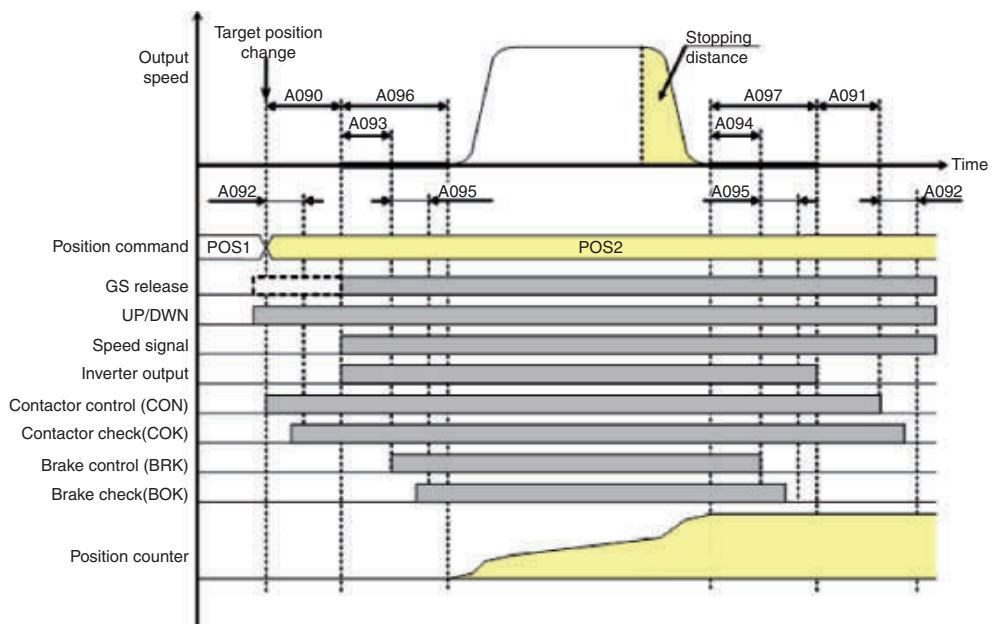 Target position
change
Output
speed
Stopping
distance
A090
A096
A097
A091
A093
A094
Time
A092
A095
A095
A092
Position command
POS1
POS2
GS release
UP/DWN
Speed signal
Inverter output
Contactor control (CON)
Contactor check(COK)
Brake control (BRK)
Brake check(BOK)
Position counter